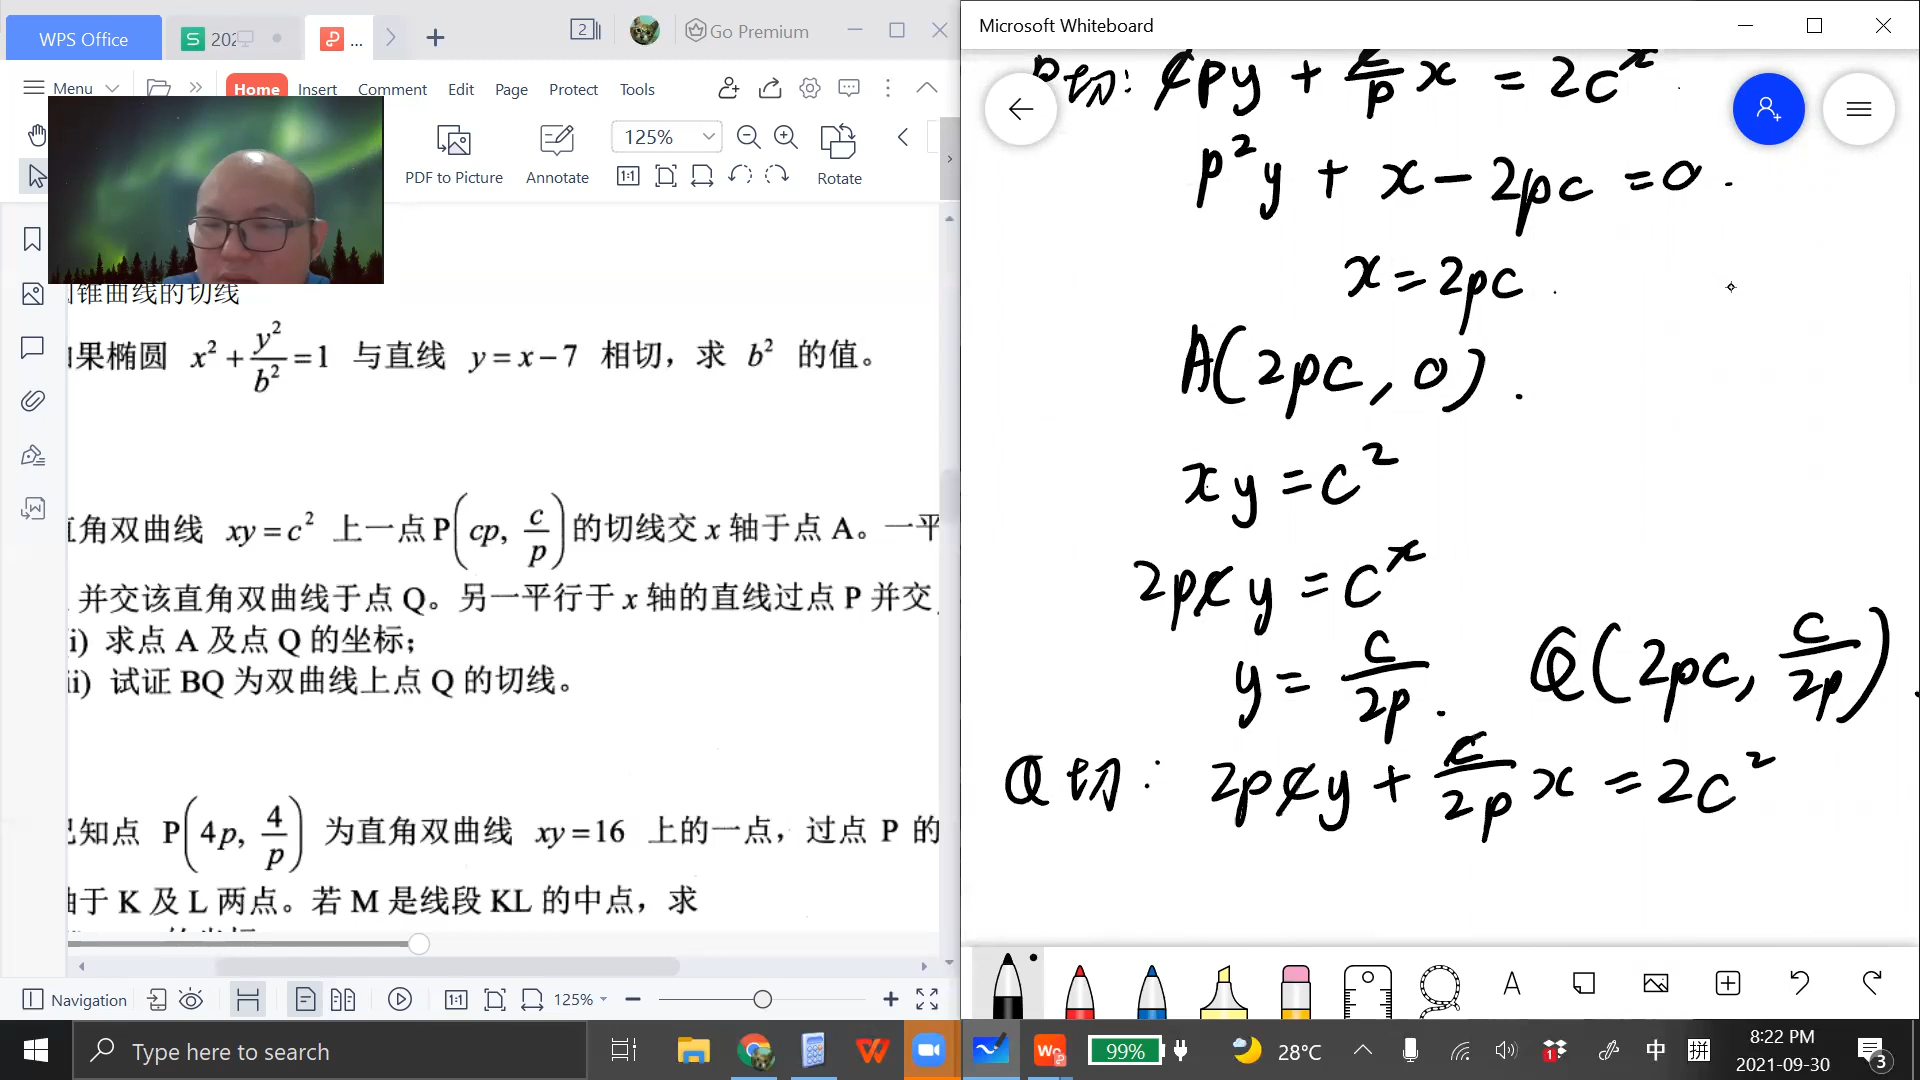 WPS Office
202
...
2
Go Premium
Menu
Home Insert Comment Edit Page Protect Tools
125%
PDF to Picture
Annotate
1:1
Rotate
锥曲线的切线
果椭圆 x² + y²/b² = 1 与直线 y = x − 7 相切，求 b² 的值。
角双曲线 xy = c² 上一点 P(cp, c/p) 的切线交 x 轴于点 A。一平
并交该直角双曲线于点 Q。另一平行于 x 轴的直线过点 P 并交
i) 求点 A 及点 Q 的坐标；
ii) 试证 BQ 为双曲线上点 Q 的切线。
知点 P(4p, 4/p) 为直角双曲线 xy = 16 上的一点，过点 P 的
于 K 及 L 两点。若 M 是线段 KL 的中点，求
Navigation
1:1
125%
Microsoft Whiteboard
P切: cpy + c/p x = 2c²
p²y + x − 2pc = 0.
x = 2pc.
A(2pc, 0).
xy = c²
2pcy = c²
y = c/2p. Q(2pc, c/2p).
Q切: 2pcy + c/2p x = 2c²
Type here to search
99%
28°C
1
中
拼
8:22 PM
2021-09-30
3